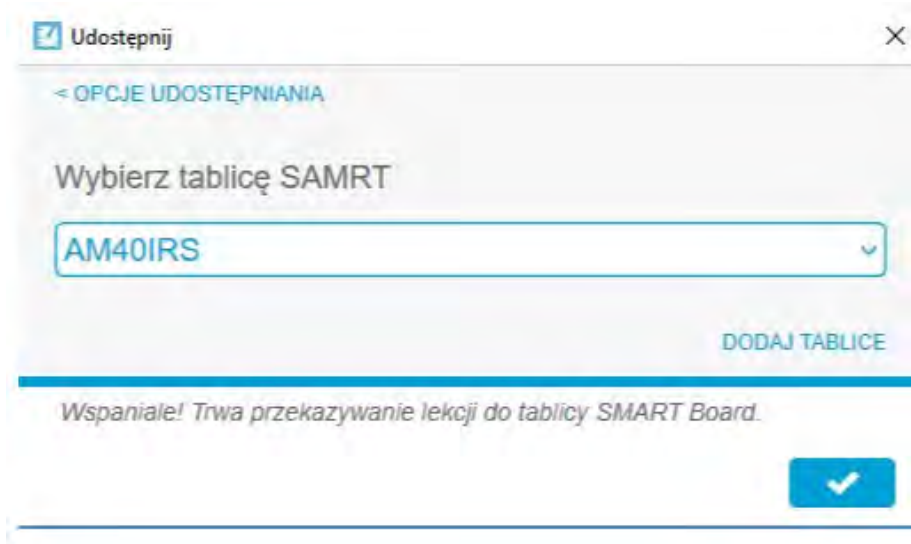 Udostępnij
< OPCJE UDOSTĘPNIANIA
Wybierz tablicę SAMRT
AM40IRS
DODAJ TABLICE
Wspaniale! Trwa przekazywanie lekcji do tablicy SMART Board.